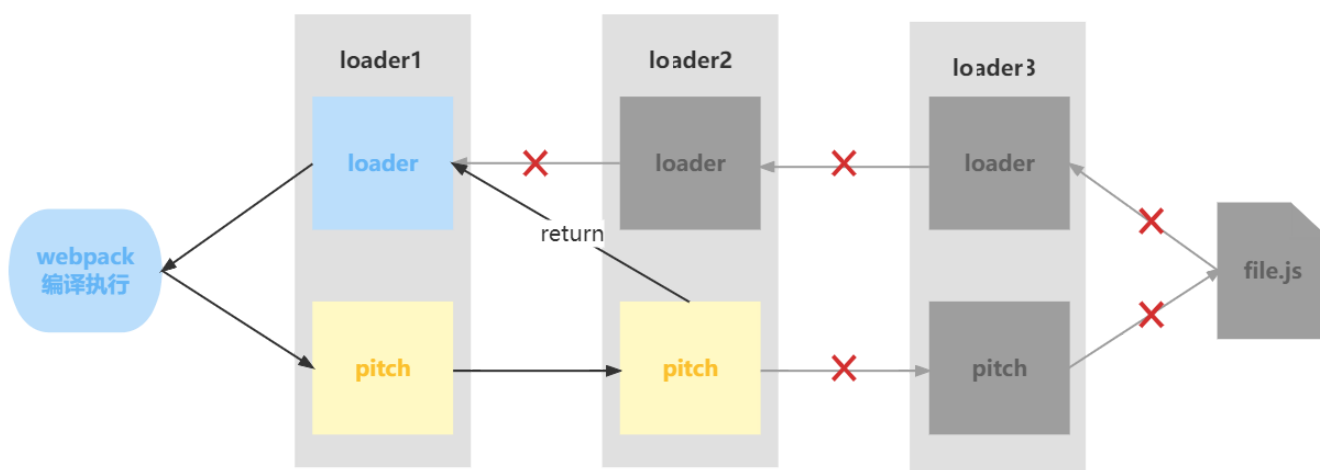 loader1
loader2
loader3
loader
loader
loader
return
webpack
编译执行
file.js
pitch
pitch
pitch